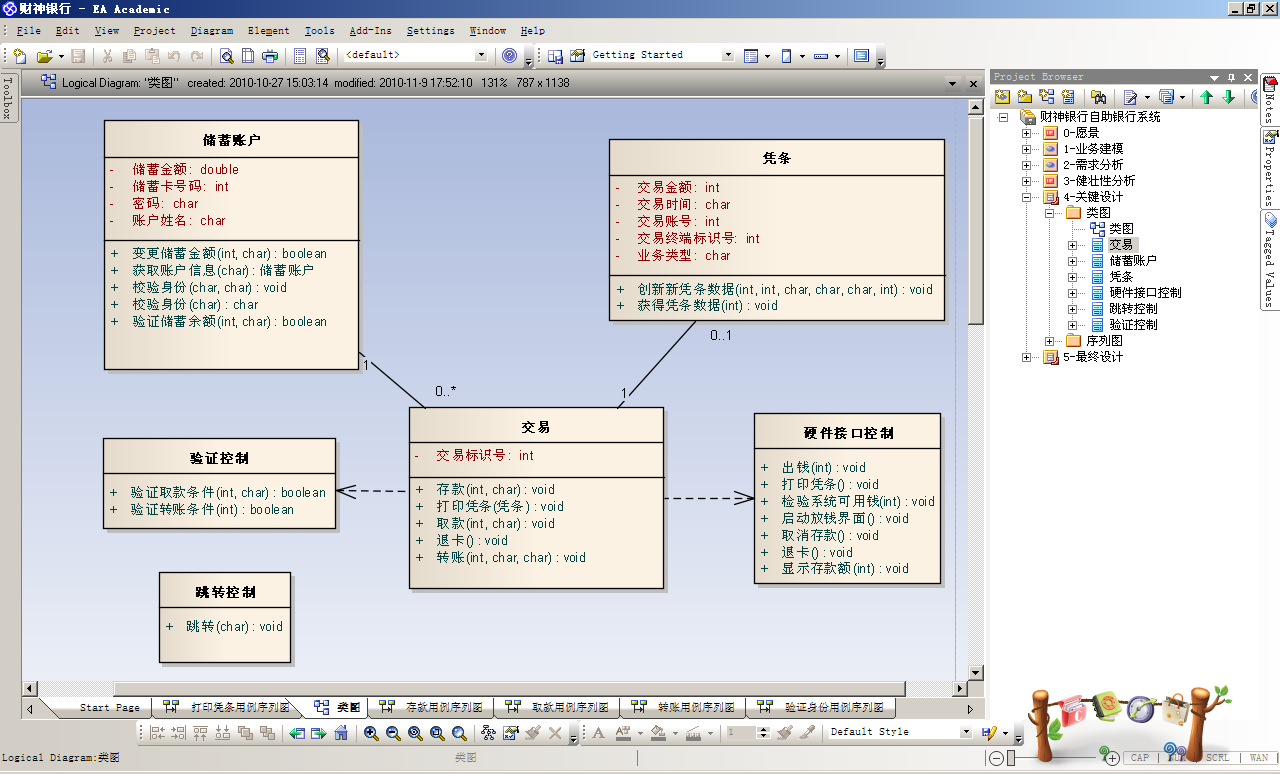 财神银行 - EA Academic
File Edit View Project Diagram Element Tools Add-Ins Settings Window Help
<default> Getting Started
Toolbox
Logical Diagram: "类图" created: 2010-10-27 15:03:14 modified: 2010-11-9 17:52:10 131% 787 x 1138
储蓄账户
- 储蓄金额: double
- 储蓄卡号码: int
- 密码: char
- 账户姓名: char
+ 变更储蓄金额(int, char) : boolean
+ 获取账户信息(char) : 储蓄账户
+ 校验身份(char, char) : void
+ 校验身份(char) : char
+ 验证储蓄余额(int, char) : boolean
凭条
- 交易金额: int
- 交易时间: char
- 交易账号: int
- 交易终端标识号: int
- 业务类型: char
+ 创新新凭条数据(int, int, char, char, char, int) : void
+ 获得凭条数据(int) : void
1
0..*
0..1
1
交易
- 交易标识号: int
+ 存款(int, char) : void
+ 打印凭条(凭条) : void
+ 取款(int, char) : void
+ 退卡() : void
+ 转账(int, char, char) : void
验证控制
+ 验证取款条件(int, char) : boolean
+ 验证转账条件(int) : boolean
硬件接口控制
+ 出钱(int) : void
+ 打印凭条() : void
+ 检验系统可用钱(int) : void
+ 启动放钱界面() : void
+ 取消存款() : void
+ 退卡() : void
+ 显示存款额(int) : void
跳转控制
+ 跳转(char) : void
Project Browser
财神银行自助银行系统
0-愿景
1-业务建模
2-需求分析
3-健壮性分析
4-关键设计
类图
类图
交易
储蓄账户
凭条
硬件接口控制
跳转控制
验证控制
序列图
5-最终设计
Notes
Properties
Tagged Values
Start Page 打印凭条用例序列图 类图 存款用例序列图 取款用例序列图 转账用例序列图 验证身份用例序列图
1 Default Style
Logical Diagram:类图 类图 CAP SCRL WAN